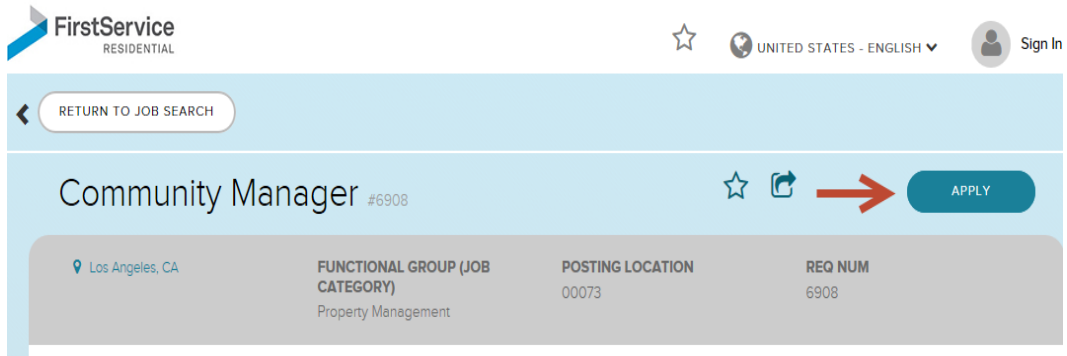 FirstService
RESIDENTIAL
UNITED STATES - ENGLISH
Sign In
RETURN TO JOB SEARCH
Community Manager #6908
APPLY
Los Angeles, CA
FUNCTIONAL GROUP (JOB
CATEGORY)
Property Management
POSTING LOCATION
00073
REQ NUM
6908